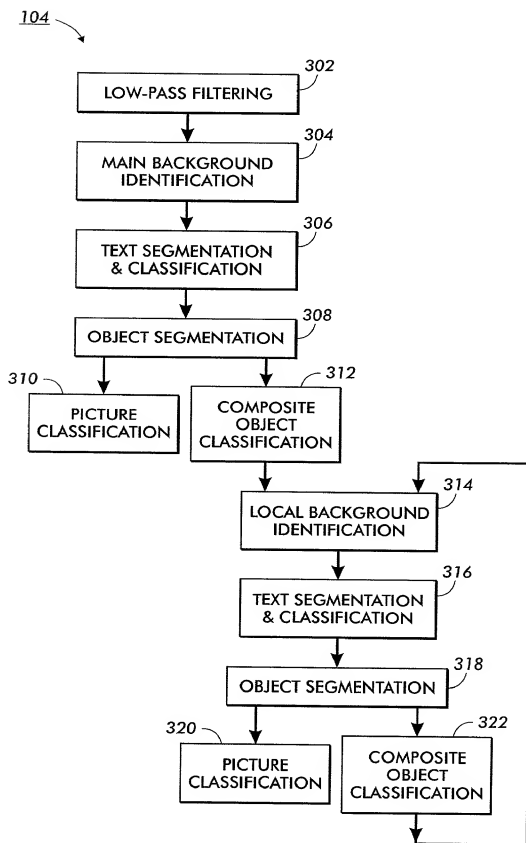 104
302
LOW-PASS FILTERING
304
MAIN BACKGROUND
IDENTIFICATION
306
TEXT SEGMENTATION
& CLASSIFICATION
308
OBJECT SEGMENTATION
310
PICTURE
CLASSIFICATION
312
COMPOSITE
OBJECT
CLASSIFICATION
314
LOCAL BACKGROUND
IDENTIFICATION
316
TEXT SEGMENTATION
& CLASSIFICATION
318
OBJECT SEGMENTATION
320
PICTURE
CLASSIFICATION
322
COMPOSITE
OBJECT
CLASSIFICATION